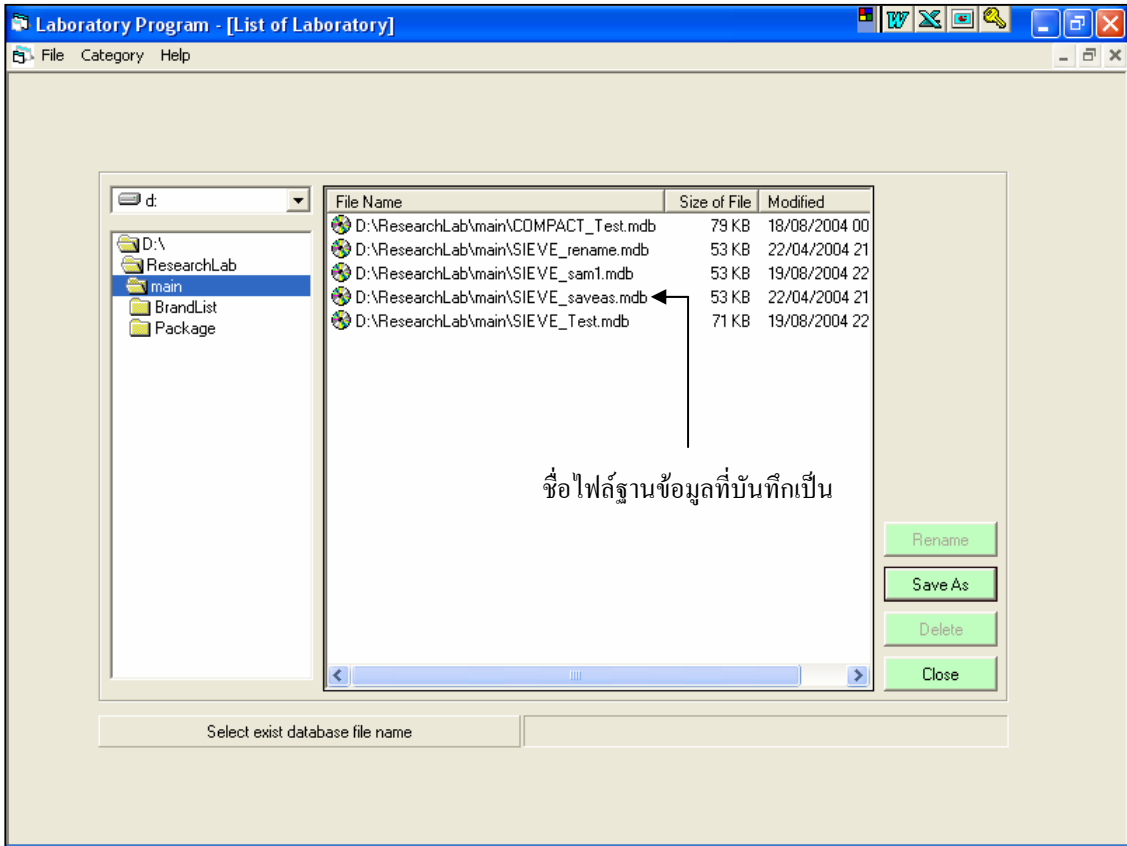 Laboratory Program - [List of Laboratory]
File Category Help
d:
D:\
ResearchLab
main
BrandList
Package
File Name Size of File Modified
D:\ResearchLab\main\COMPACT_Test.mdb 79 KB 18/08/2004 00
D:\ResearchLab\main\SIEVE_rename.mdb 53 KB 22/04/2004 21
D:\ResearchLab\main\SIEVE_sam1.mdb 53 KB 19/08/2004 22
D:\ResearchLab\main\SIEVE_saveas.mdb 53 KB 22/04/2004 21
D:\ResearchLab\main\SIEVE_Test.mdb 71 KB 19/08/2004 22
ชื่อไฟล์ฐานข้อมูลที่บันทึกเป็น
Rename
Save As
Delete
Close
Select exist database file name